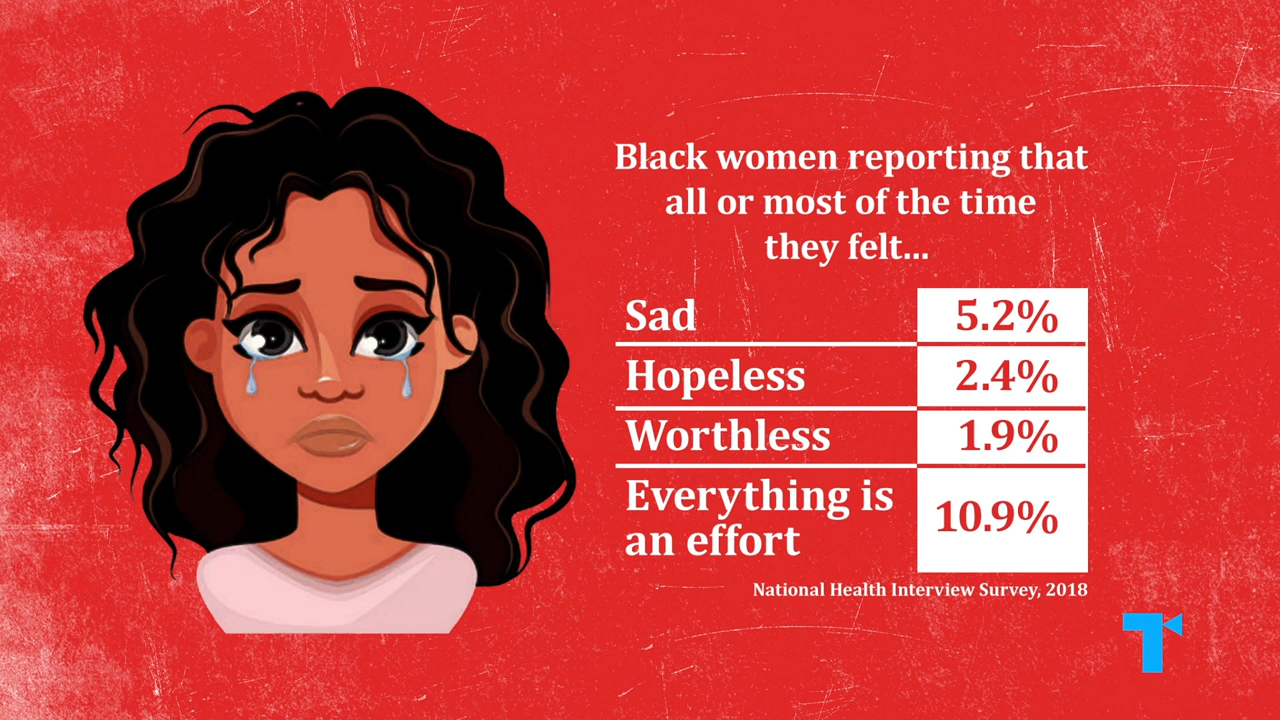 Black women reporting that
all or most of the time
they felt...
Sad 5.2%
Hopeless 2.4%
Worthless 1.9%
Everything is
an effort 10.9%
National Health Interview Survey, 2018